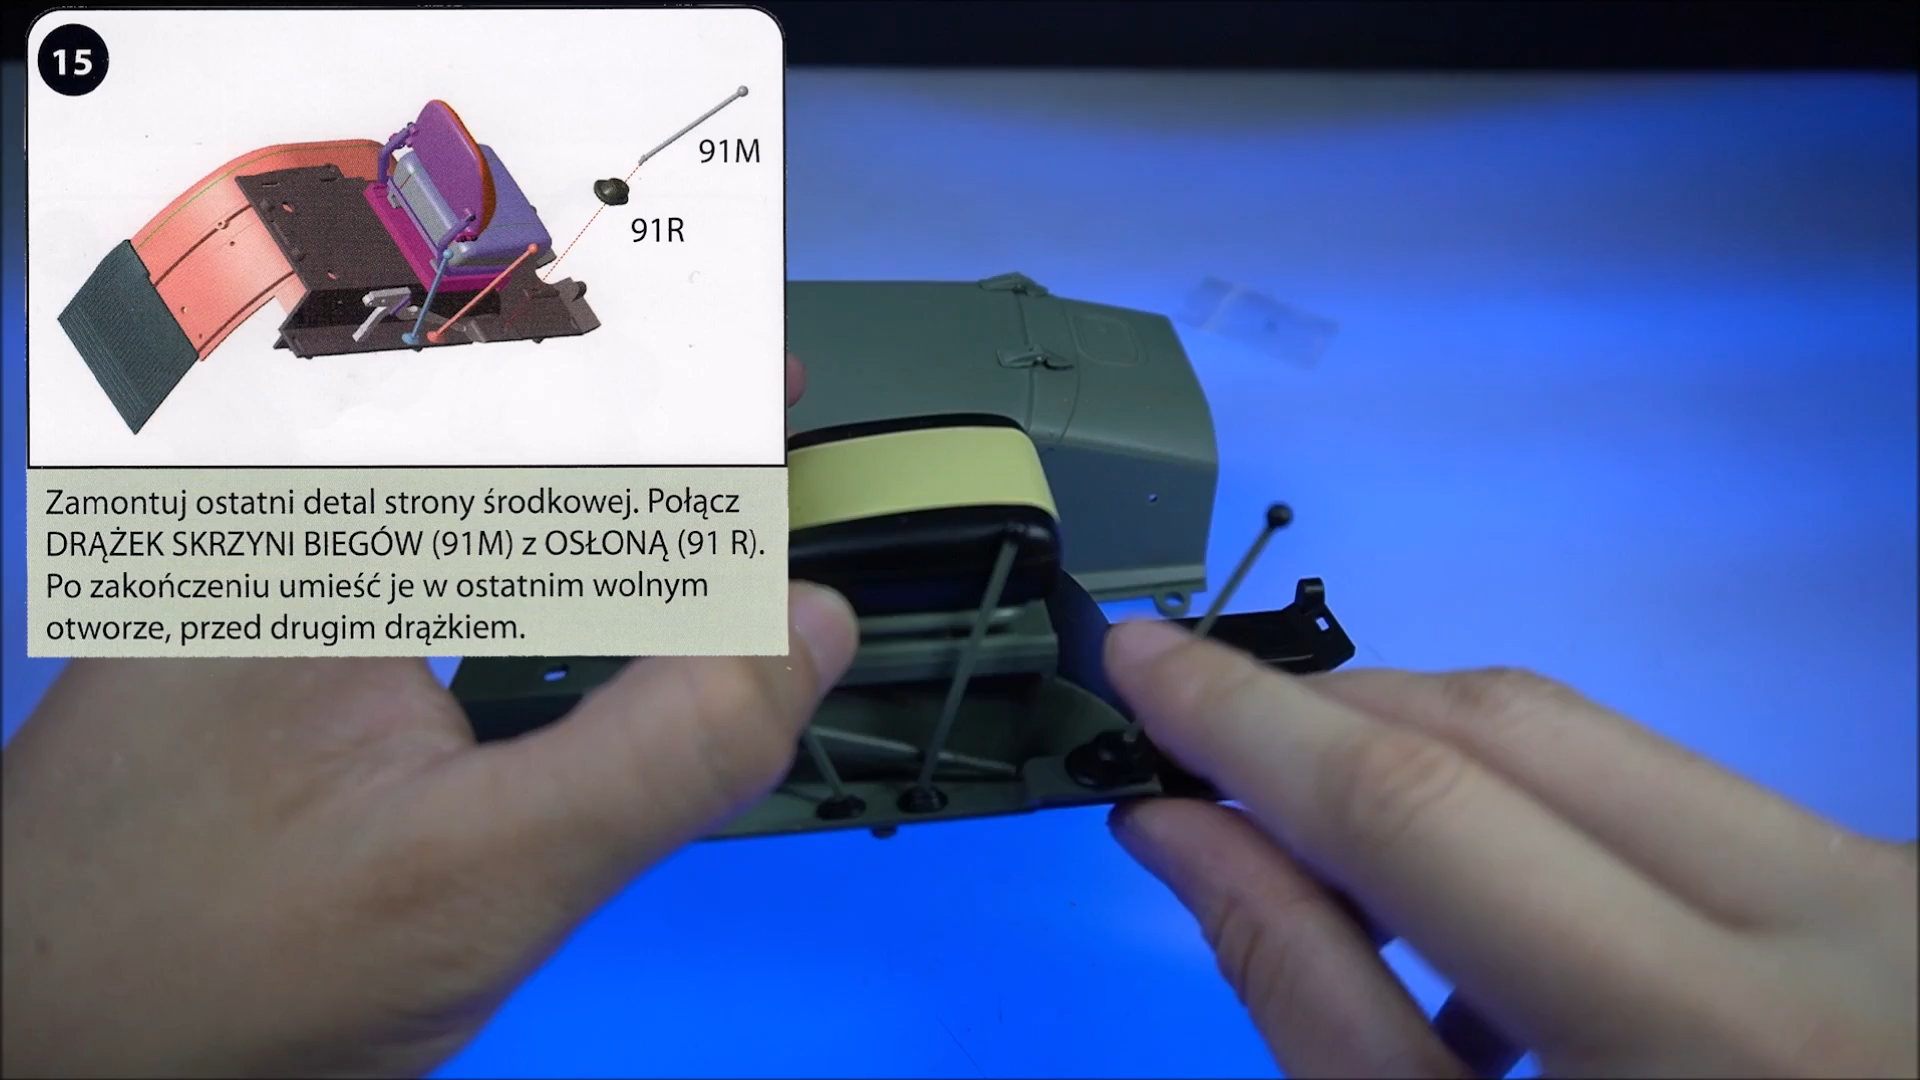 15
91M
91R
Zamontuj ostatni detal strony środkowej. Połącz
DRĄŻEK SKRZYNI BIEGÓW (91M) z OSŁONĄ (91 R).
Po zakończeniu umieść je w ostatnim wolnym
otworze, przed drugim drążkiem.